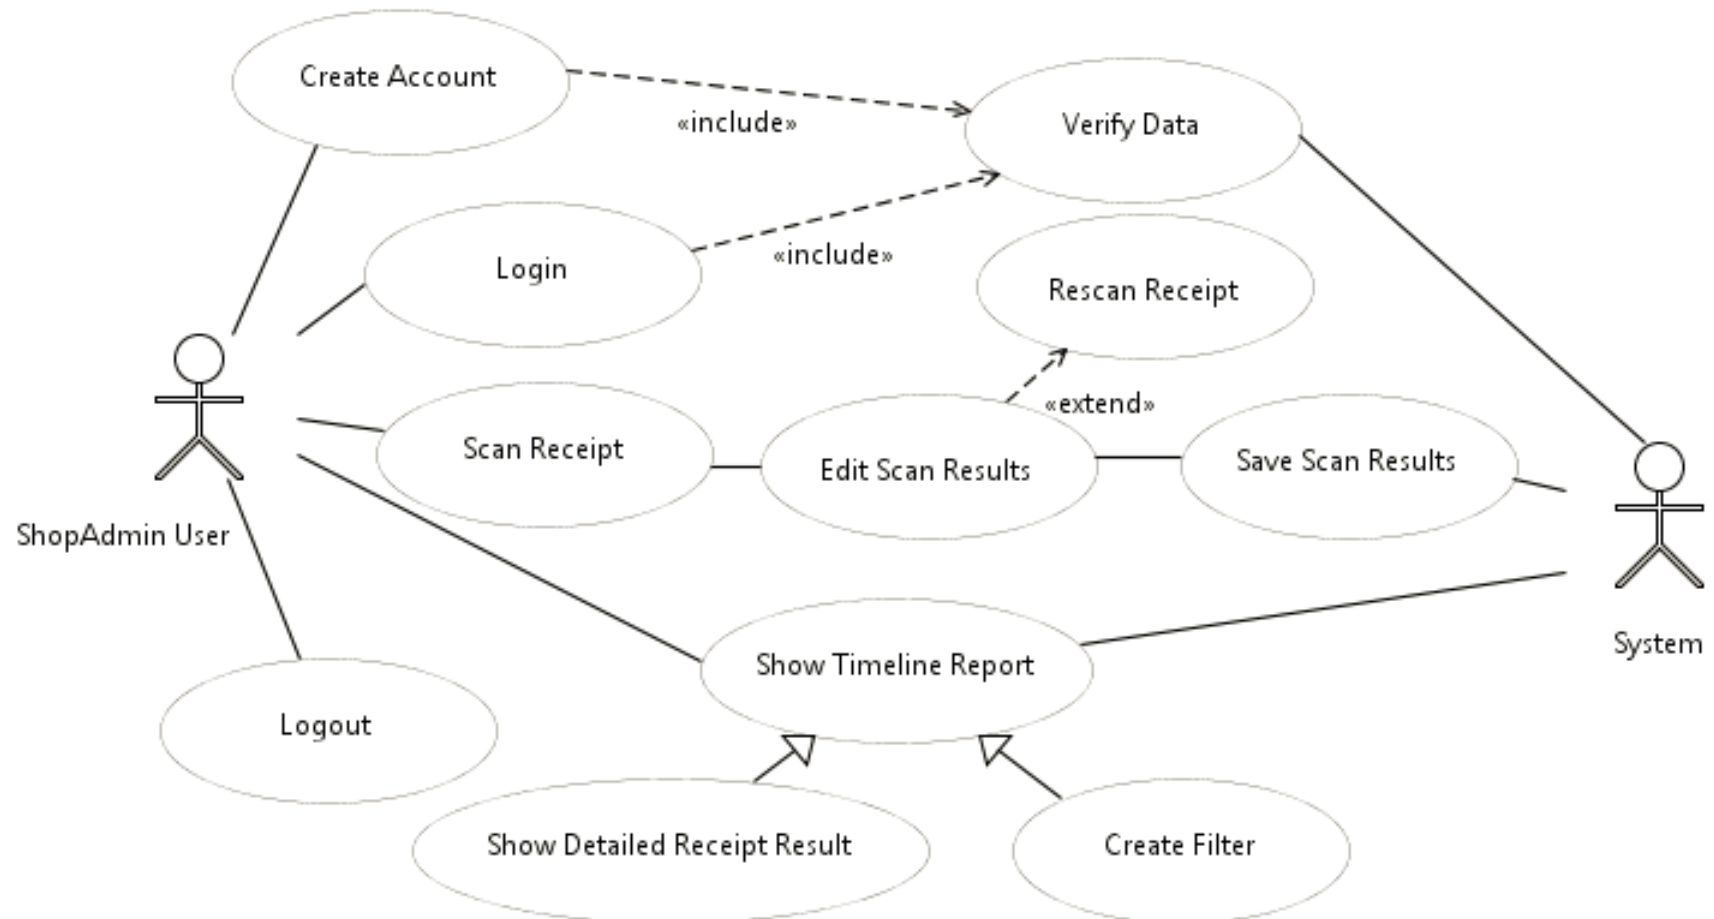 Create Account
Verify Data
«include»
Login
«include»
Rescan Receipt
«extend»
Scan Receipt
Edit Scan Results
Save Scan Results
ShopAdmin User
System
Show Timeline Report
Logout
Show Detailed Receipt Result
Create Filter